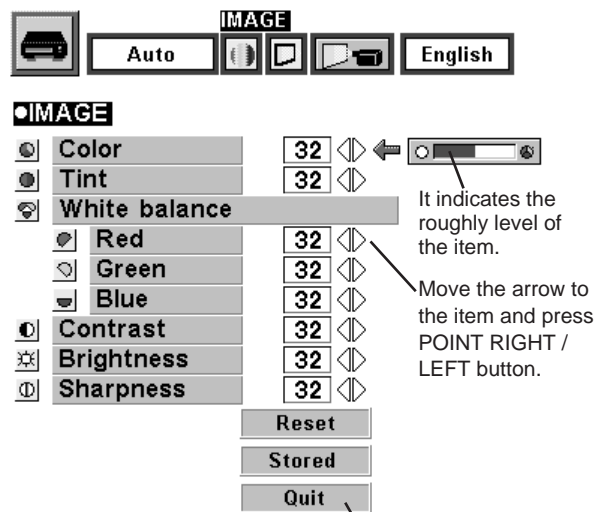 IMAGE
Auto
English
●IMAGE
Color 32
Tint 32
White balance
Red 32
Green 32
Blue 32
Contrast 32
Brightness 32
Sharpness 32
Reset
Stored
Quit
It indicates the
roughly level of
the item.
Move the arrow to
the item and press
POINT RIGHT /
LEFT button.